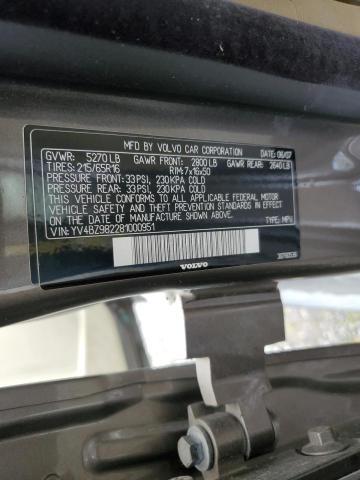 MFD BY VOLVO CAR CORPORATION DATE: 06/07
GVWR: 5270 LB GAWR FRONT: 2800 LB GAWR REAR: 2640 LB
TIRES: 215/65R16 RIM: 7x16x50
PRESSURE FRONT: 33 PSI, 230 KPA COLD
PRESSURE REAR: 33 PSI, 230 KPA COLD
THIS VEHICLE CONFORMS TO ALL APPLICABLE FEDERAL MOTOR
VEHICLE SAFETY AND THEFT PREVENTION STANDARDS IN EFFECT ON
THE DATE OF MANUFACTURE SHOWN ABOVE.
VIN: YV4BZ982281000951 TYPE: MPV
VOLVO